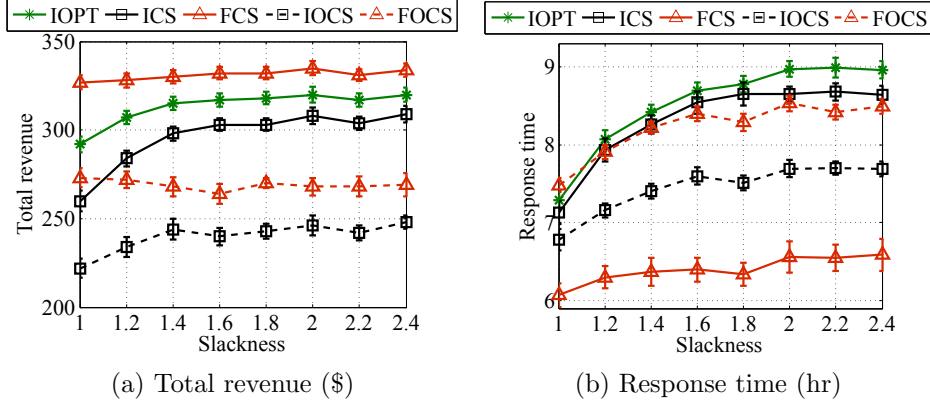 IOPT ICS FCS IOCS FOCS
350
300
250
200
Total revenue
1 1.2 1.4 1.6 1.8 2 2.2 2.4
Slackness
(a) Total revenue ($)
IOPT ICS FCS IOCS FOCS
9
8
7
6
Response time
1 1.2 1.4 1.6 1.8 2 2.2 2.4
Slackness
(b) Response time (hr)